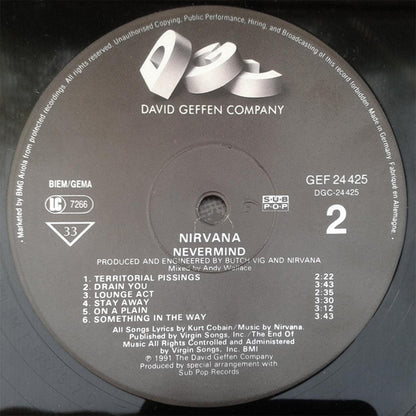 All rights reserved. Unauthorised Copying, Public Performance, Hiring, and Broadcasting of this record forbidden. Made in Germany. Fabriqué en Allemagne.
• Marketed by BMG Ariola from protected recordings.
DGC
DAVID GEFFEN COMPANY
BIEM/GEMA
GEF 24 425
DGC-24 425
LC 7266
SUB POP
33
2
NIRVANA
NEVERMIND
PRODUCED AND ENGINEERED BY BUTCH VIG AND NIRVANA
Mixed by Andy Wallace
1. TERRITORIAL PISSINGS 2:22
2. DRAIN YOU 3:43
3. LOUNGE ACT 2:35
4. STAY AWAY 3:30
5. ON A PLAIN 3:12
6. SOMETHING IN THE WAY 3:43
All Songs Lyrics by Kurt Cobain/Music by Nirvana.
Published by Virgin Songs, Inc./The End Of
Music All Rights Controlled and Administered
by Virgin Songs, Inc. BMI
℗ 1991 The David Geffen Company
Produced by special arrangement with
Sub Pop Records